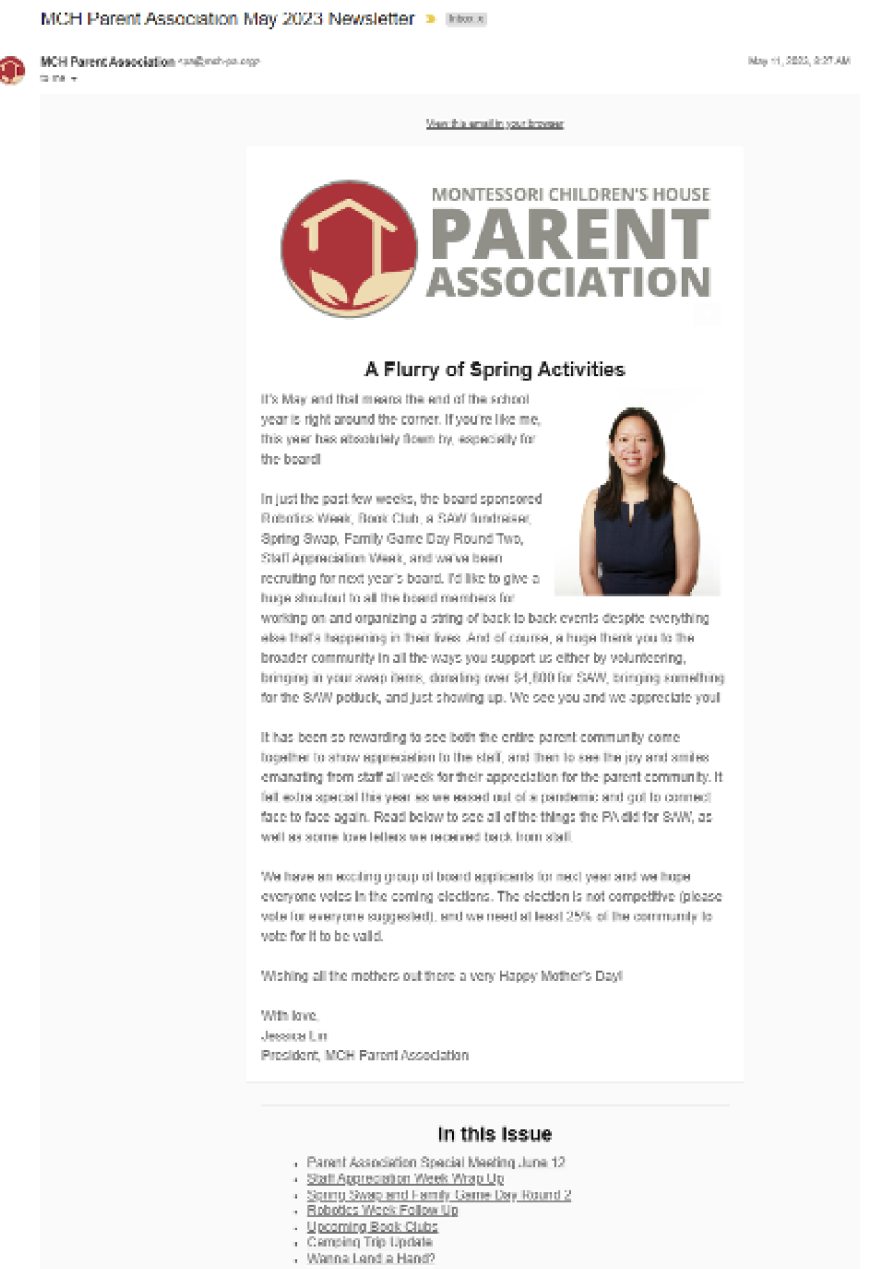 MCH Parent Association May 2023 Newsletter
Inbox x
MCH Parent Association <pa@mch-pa.org>
May 11, 2023, 8:27 AM
to me
View this email in your browser
MONTESSORI CHILDREN'S HOUSE
PARENT
ASSOCIATION
A Flurry of Spring Activities
It's May and that means the end of the school
year is right around the corner. If you're like me,
this year has absolutely flown by, especially for
the board!
In just the past few weeks, the board sponsored
Robotics Week, Book Club, a SAW fundraiser,
Spring Swap, Family Game Day Round Two,
Staff Appreciation Week, and we've been
recruiting for next year's board. I'd like to give a
huge shoutout to all the board members for
working on and organizing a string of back to back events despite everything
else that's happening in their lives. And of course, a huge thank you to the
broader community in all the ways you support us either by volunteering,
bringing in your swap items, donating over $4,800 for SAW, bringing something
for the SAW potluck, and just showing up. We see you and we appreciate you!
It has been so rewarding to see both the entire parent community come
together to show appreciation to the staff, and then to see the joy and smiles
emanating from staff all week for their appreciation for the parent community. It
felt extra special this year as we eased out of a pandemic and got to connect
face to face again. Read below to see all of the things the PA did for SAW, as
well as some love letters we received back from staff.
We have an exciting group of board applicants for next year and we hope
everyone votes in the coming elections. The election is not competitive (please
vote for everyone suggested), and we need at least 25% of the community to
vote for it to be valid.
Wishing all the mothers out there a very Happy Mother's Day!
With love,
Jessica Lin
President, MCH Parent Association
In this Issue
Parent Association Special Meeting June 12
Staff Appreciation Week Wrap Up
Spring Swap and Family Game Day Round 2
Robotics Week Follow Up
Upcoming Book Clubs
Camping Trip Update
Wanna Lend a Hand?